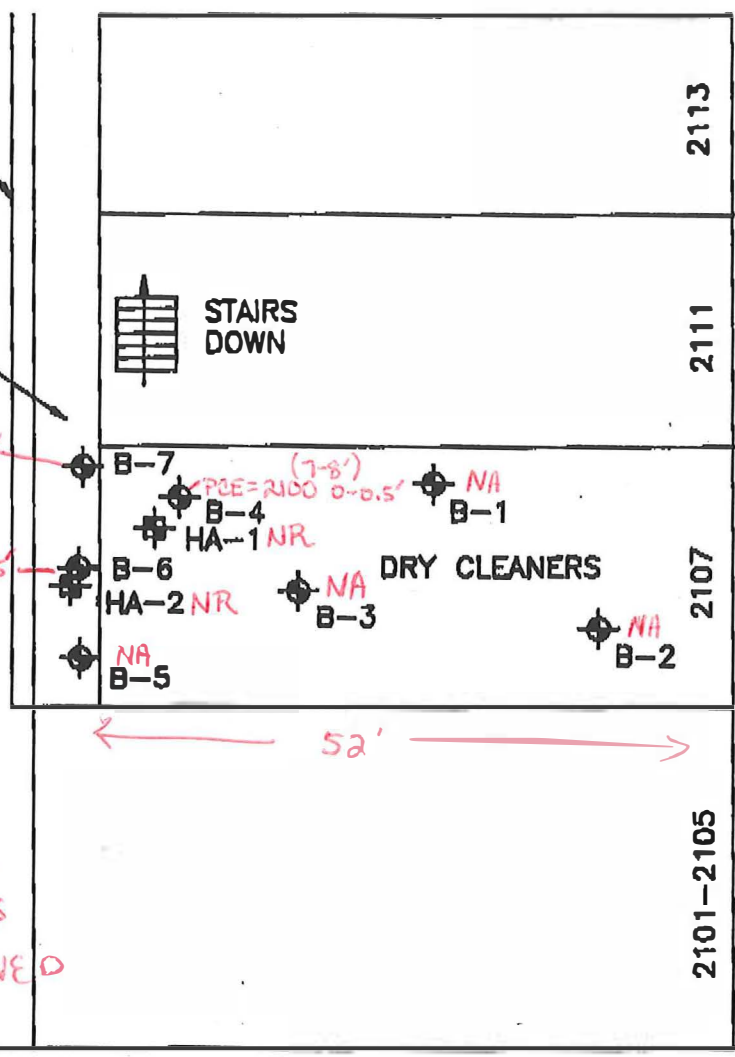 2113
STAIRS
DOWN
2111
B-7
(7-8')
PCE=2100 0-0.5'
B-4
NA
B-1
HA-1 NR
B-6
HA-2 NR
DRY CLEANERS
NA
B-3
2107
NA
B-2
NA
B-5
52'
2101-2105